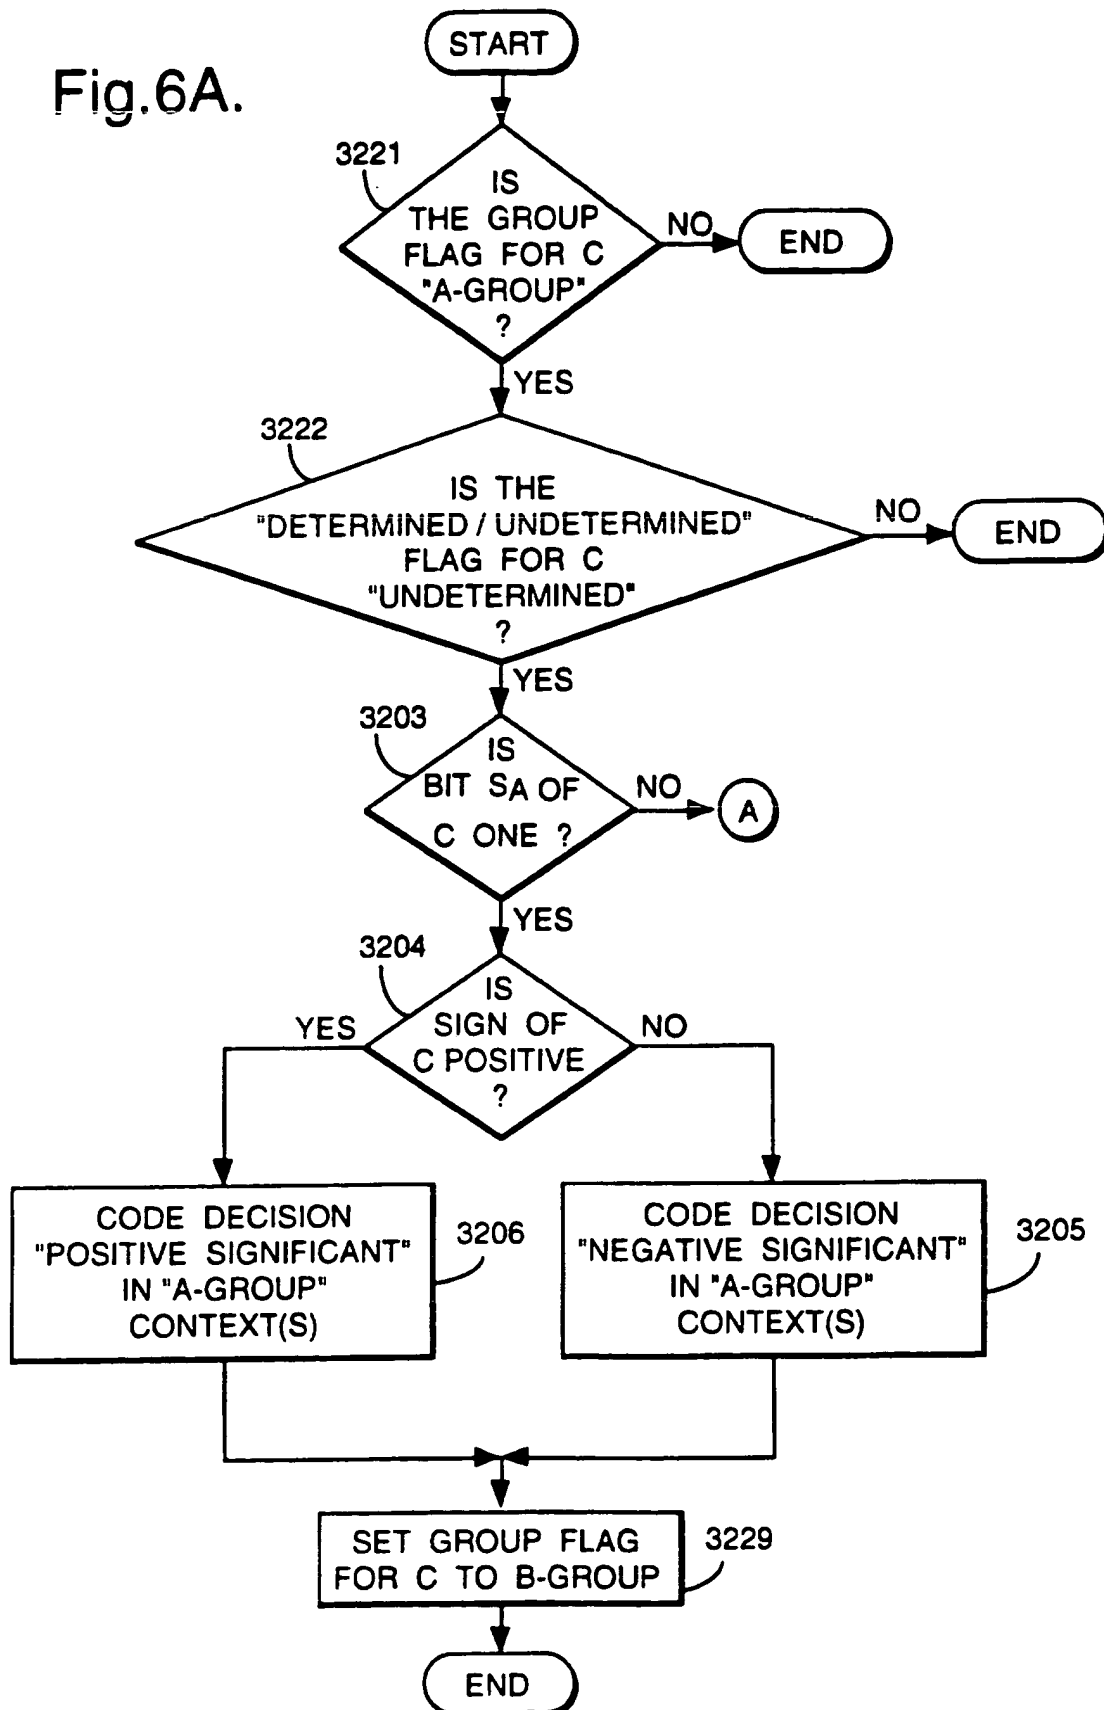 START
Fig.6A.
3221
IS
THE GROUP
FLAG FOR C
"A-GROUP"
?
NO
END
YES
3222
IS THE
"DETERMINED / UNDETERMINED"
FLAG FOR C
"UNDETERMINED"
?
NO
END
YES
3203
IS
BIT SA OF
C ONE ?
NO
A
YES
3204
IS
SIGN OF
C POSITIVE
?
YES
NO
CODE DECISION
"POSITIVE SIGNIFICANT"
IN "A-GROUP"
CONTEXT(S)
3206
CODE DECISION
"NEGATIVE SIGNIFICANT"
IN "A-GROUP"
CONTEXT(S)
3205
SET GROUP FLAG
FOR C TO B-GROUP
3229
END